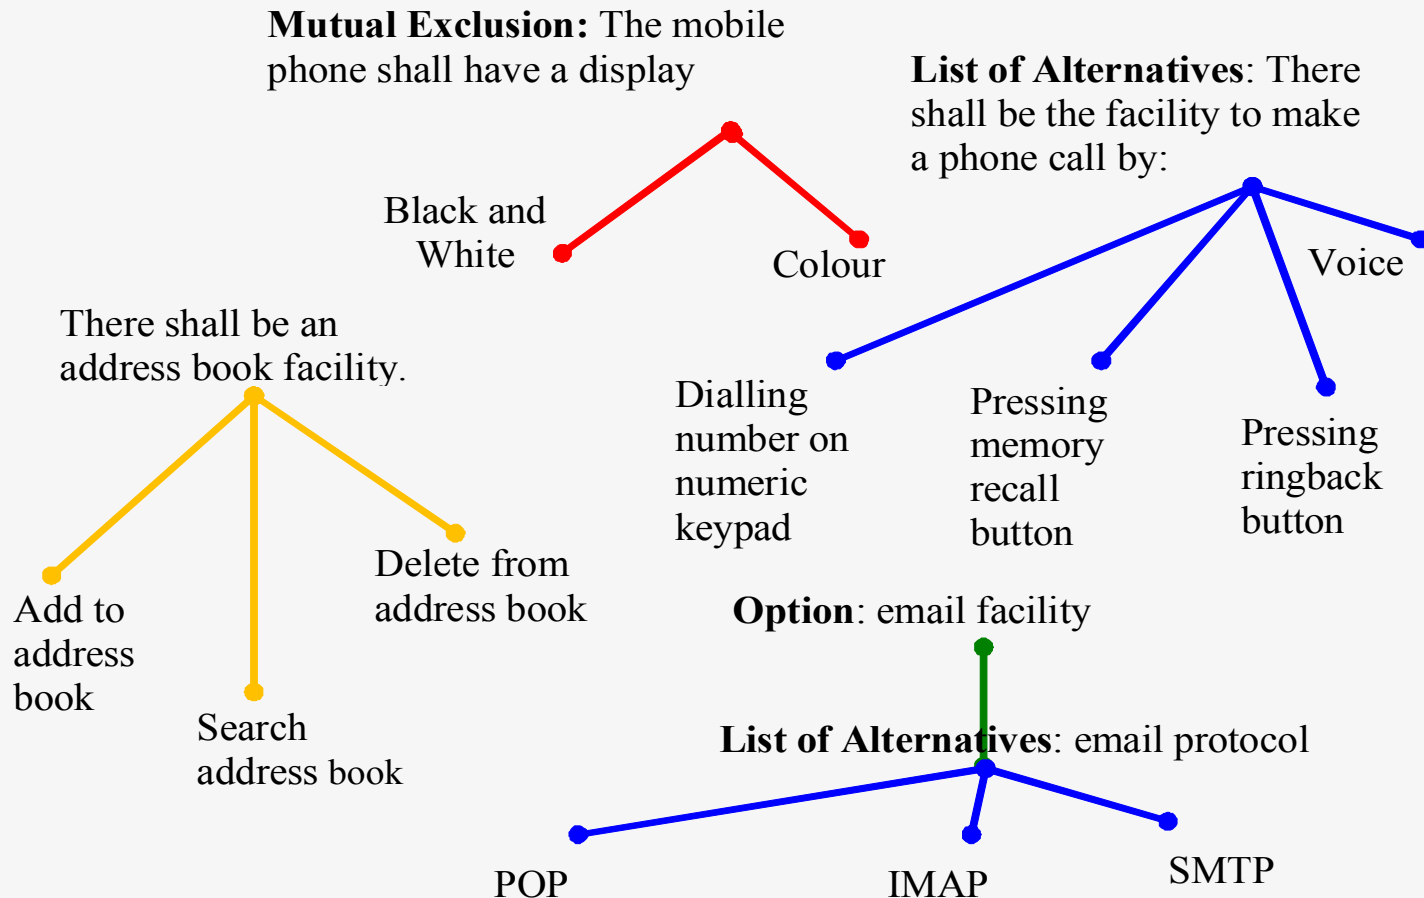 Mutual Exclusion: The mobile
phone shall have a display
Black and
White
Colour
List of Alternatives: There
shall be the facility to make
a phone call by:
Dialling
number on
numeric
keypad
Pressing
memory
recall
button
Pressing
ringback
button
Voice
There shall be an
address book facility.
Add to
address
book
Search
address book
Delete from
address book
Option: email facility
List of Alternatives: email protocol
POP
IMAP
SMTP